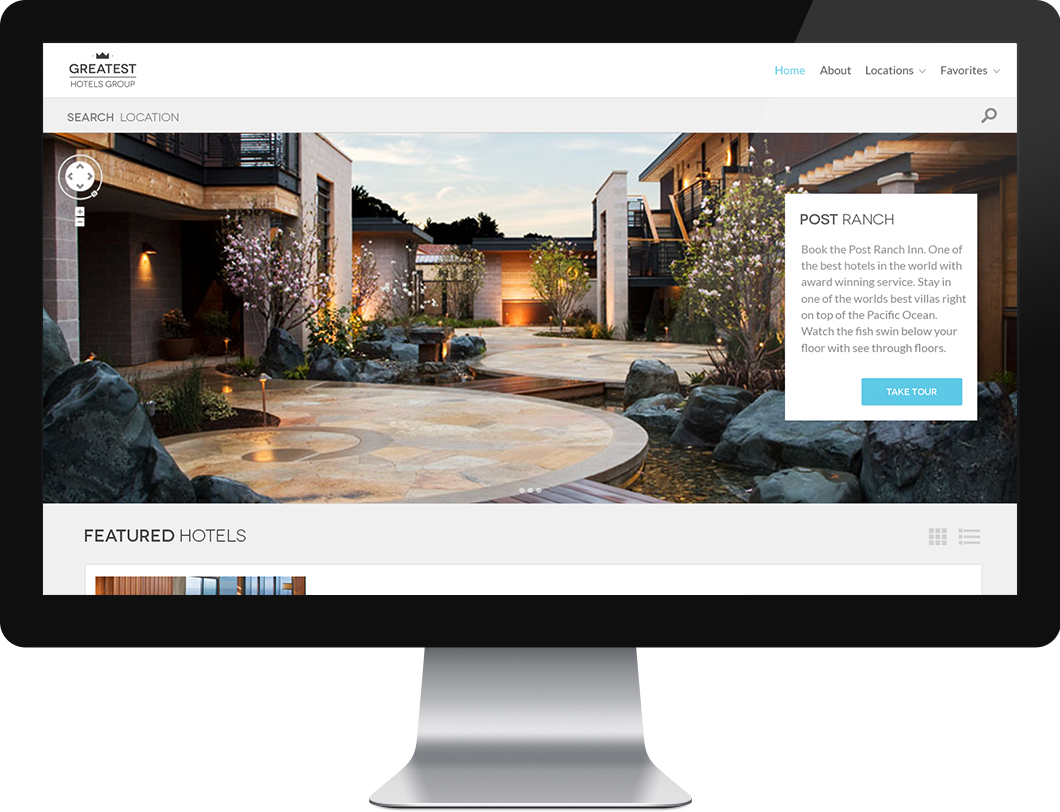 GREATEST
HOTELS GROUP
Home About Locations Favorites
SEARCH LOCATION
POST RANCH
Book the Post Ranch Inn. One of
the best hotels in the world with
award winning service. Stay in
one of the worlds best villas right
on top of the Pacific Ocean.
Watch the fish swin below your
floor with see through floors.
TAKE TOUR
FEATURED HOTELS